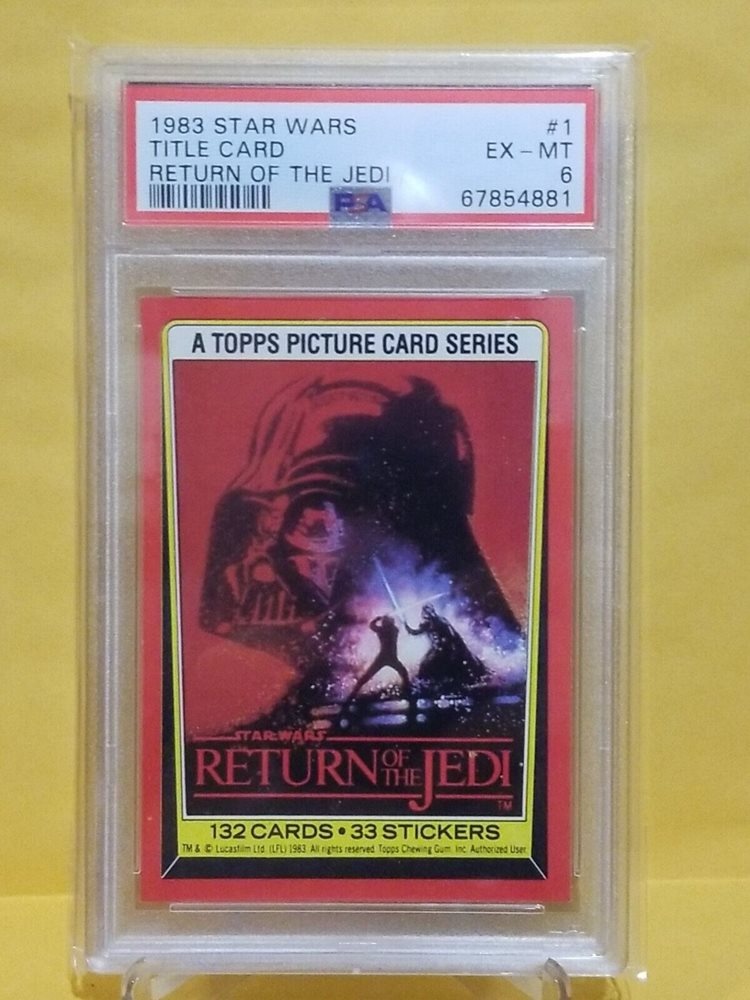 1983 STAR WARS #1
TITLE CARD EX - MT
RETURN OF THE JEDI 6
PSA 67854881
A TOPPS PICTURE CARD SERIES
STAR WARS
RETURN OF THE JEDI
TM
132 CARDS • 33 STICKERS
TM & © Lucasfilm Ltd. (LFL) 1983. All rights reserved. Topps Chewing Gum, Inc. Authorized User.